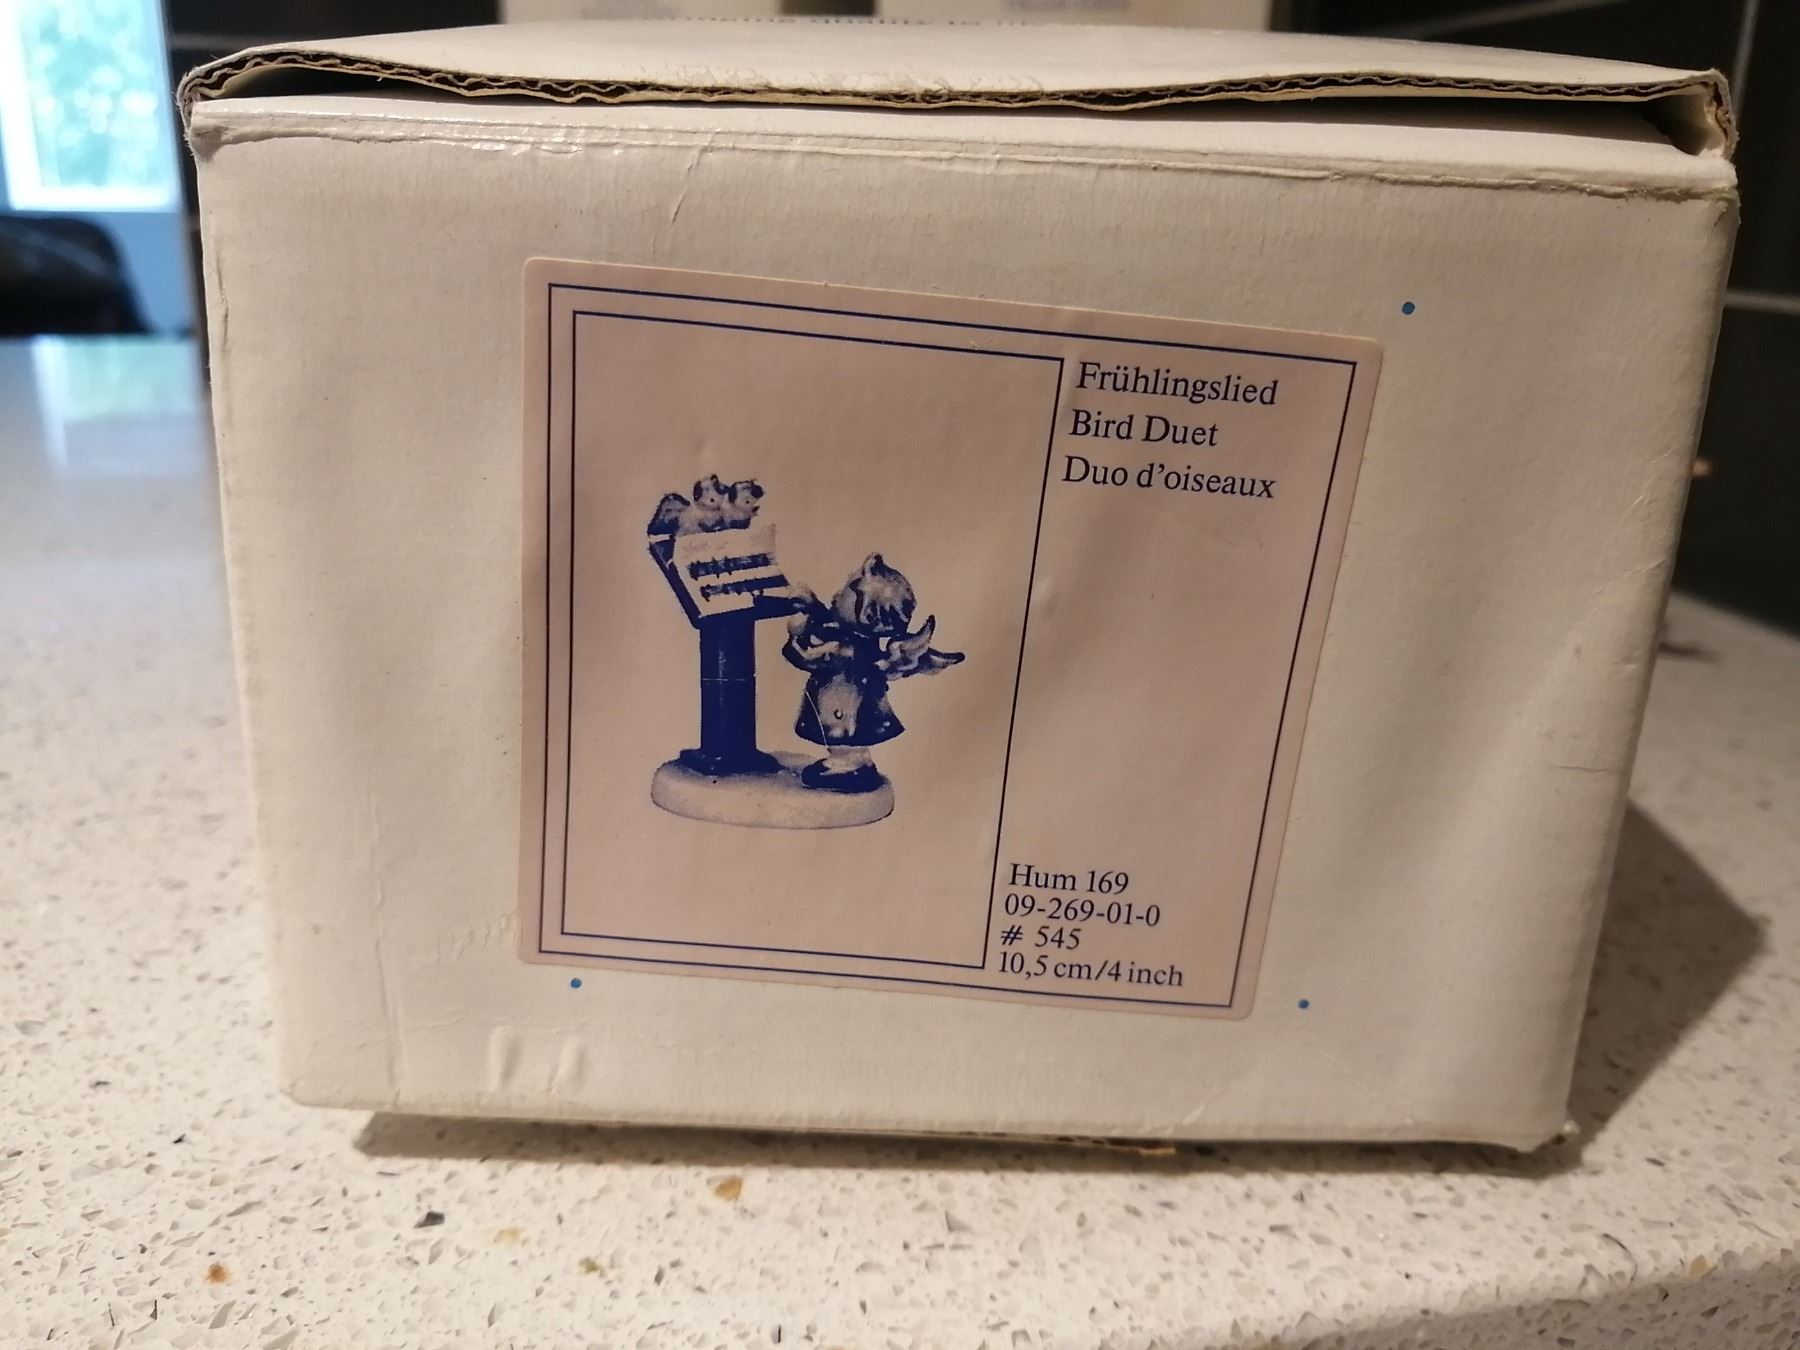 Frühlingslied
Bird Duet
Duo d'oiseaux
Hum 169
09-269-01-0
# 545
10,5 cm/4 inch